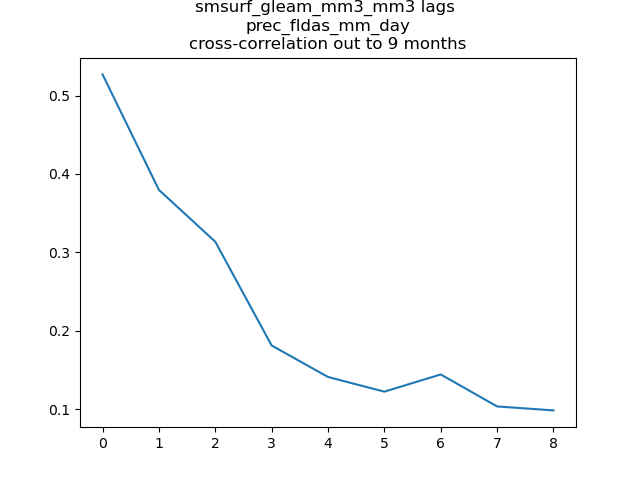 smsurf_gleam_mm3_mm3 lags
prec_fldas_mm_day
cross-correlation out to 9 months
0.5
0.4
0.3
0.2
0.1
0 1 2 3 4 5 6 7 8